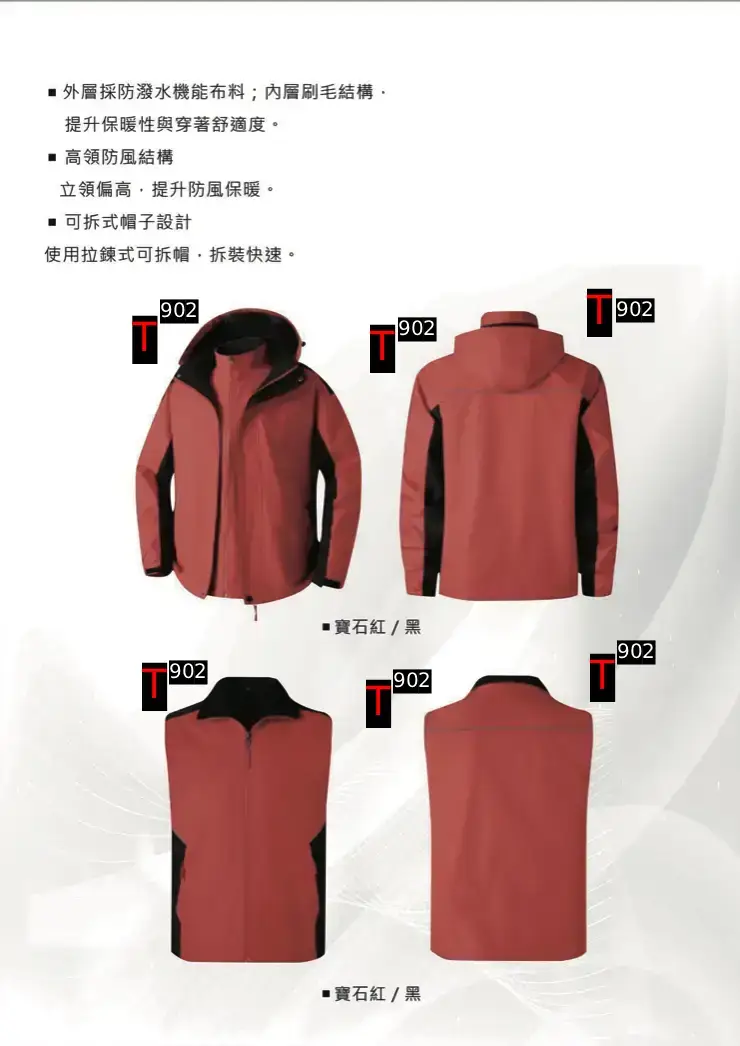 ■ 外層採防潑水機能布料；內層刷毛結構，
提升保暖性與穿著舒適度。
■ 高領防風結構
立領偏高，提升防風保暖。
■ 可拆式帽子設計
使用拉鍊式可拆帽，拆裝快速。
T 902
T 902
T 902
■ 寶石紅 / 黑
T 902
T 902
T 902
■ 寶石紅 / 黑